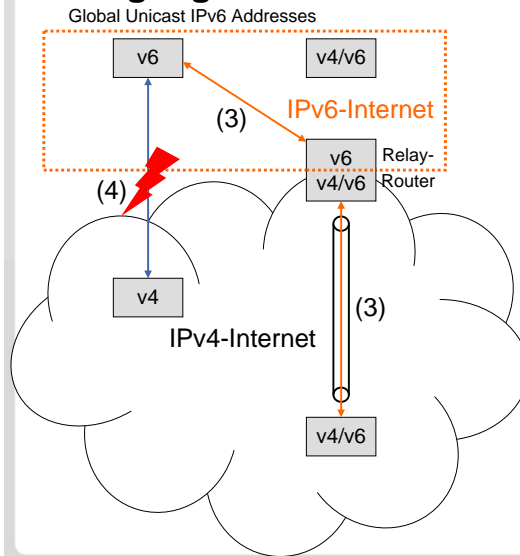 Global Unicast IPv6 Addresses
v6
v4/v6
IPv6-Internet
(3)
v6
v4/v6
Relay-
Router
(4)
v4
(3)
IPv4-Internet
v4/v6